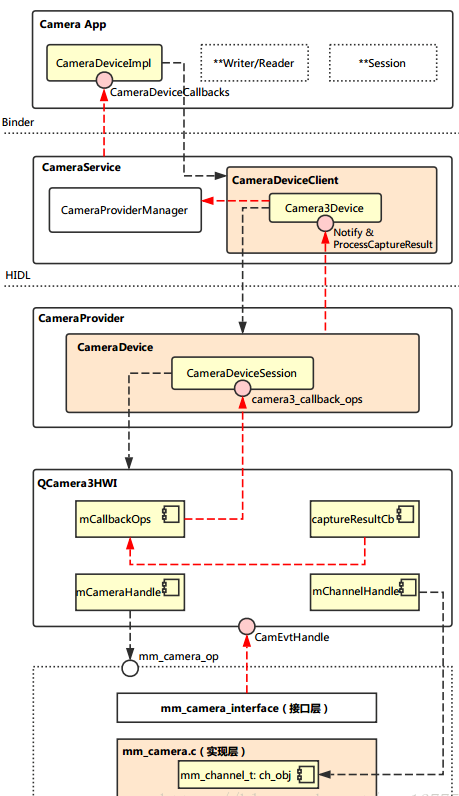 Camera App
CameraDeviceImpl
**Writer/Reader
**Session
CameraDeviceCallbacks
Binder
CameraService
CameraDeviceClient
CameraProviderManager
Camera3Device
Notify &
ProcessCaptureResult
HIDL
CameraProvider
CameraDevice
CameraDeviceSession
camera3_callback_ops
QCamera3HWI
mCallbackOps
captureResultCb
mCameraHandle
mChannelHandle
CamEvtHandle
mm_camera_op
mm_camera_interface（接口层）
mm_camera.c（实现层）
mm_channel_t: ch_obj